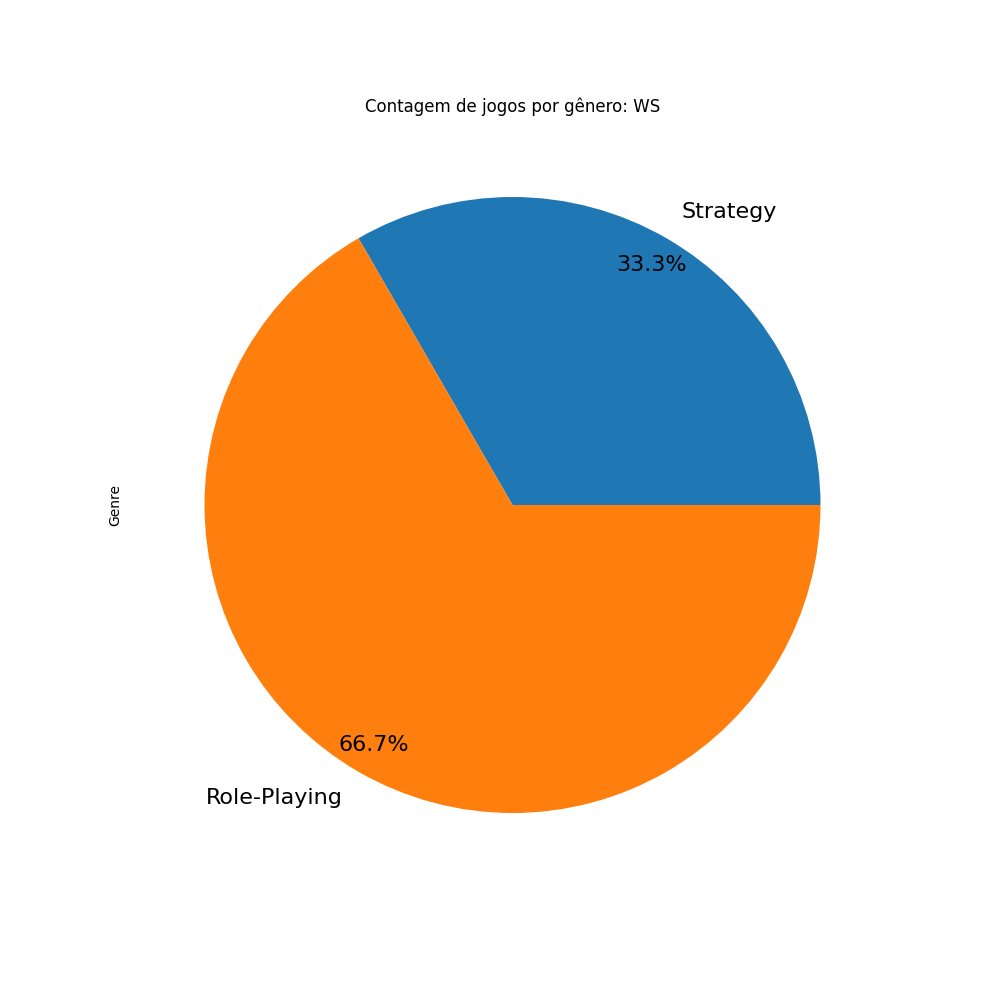 Contagem de jogos por gênero: WS
Strategy
33.3%
Genre
66.7%
Role-Playing